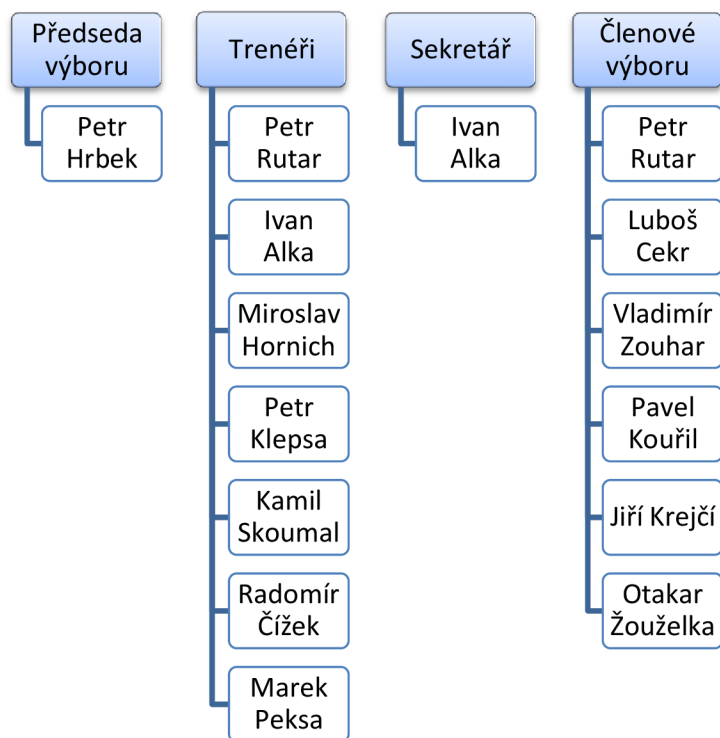 Předseda
výboru
Petr
Hrbek
Trenéři
Petr
Rutar
Ivan
Alka
Miroslav
Hornich
Petr
Klepsa
Kamil
Skoumal
Radomír
Čížek
Marek
Peksa
Sekretář
Ivan
Alka
Členové
výboru
Petr
Rutar
Luboš
Cekr
Vladimír
Zouhar
Pavel
Kouřil
Jiří Krejčí
Otakar
Žouželka